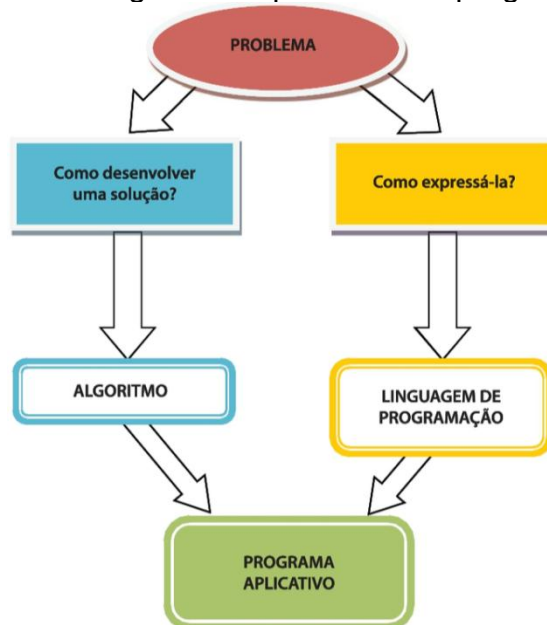 PROBLEMA
Como desenvolver
uma solução?
Como expressá-la?
ALGORITMO
LINGUAGEM DE
PROGRAMAÇÃO
PROGRAMA
APLICATIVO